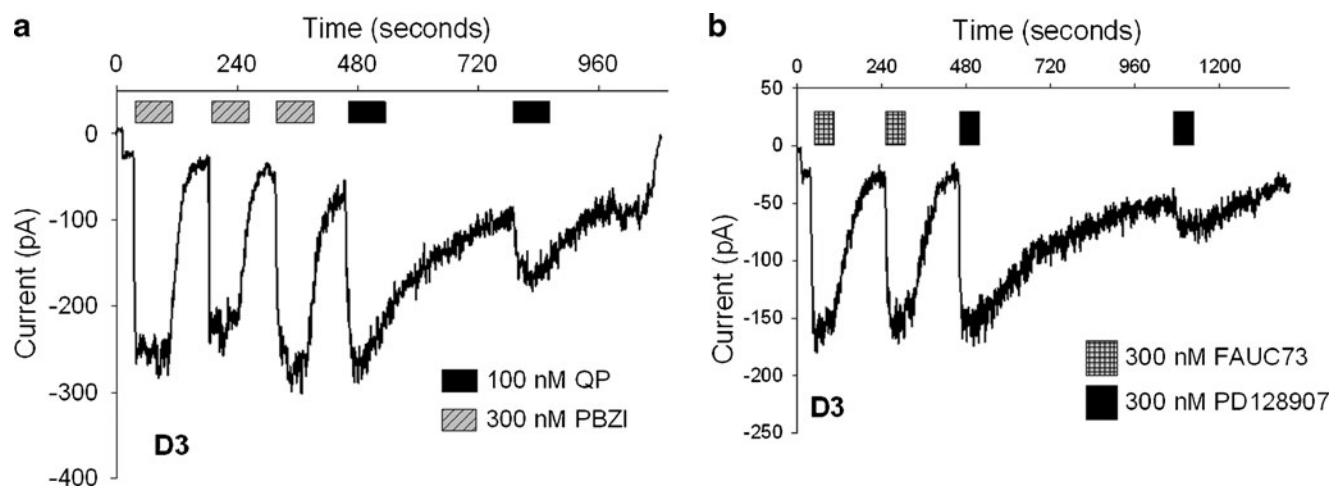 a
Time (seconds)
0 240 480 720 960
0
-100
-200
-300
-400
Current (pA)
100 nM QP
300 nM PBZI
D3
b
Time (seconds)
0 240 480 720 960 1200
50
0
-50
-100
-150
-200
-250
Current (pA)
300 nM FAUC73
300 nM PD128907
D3